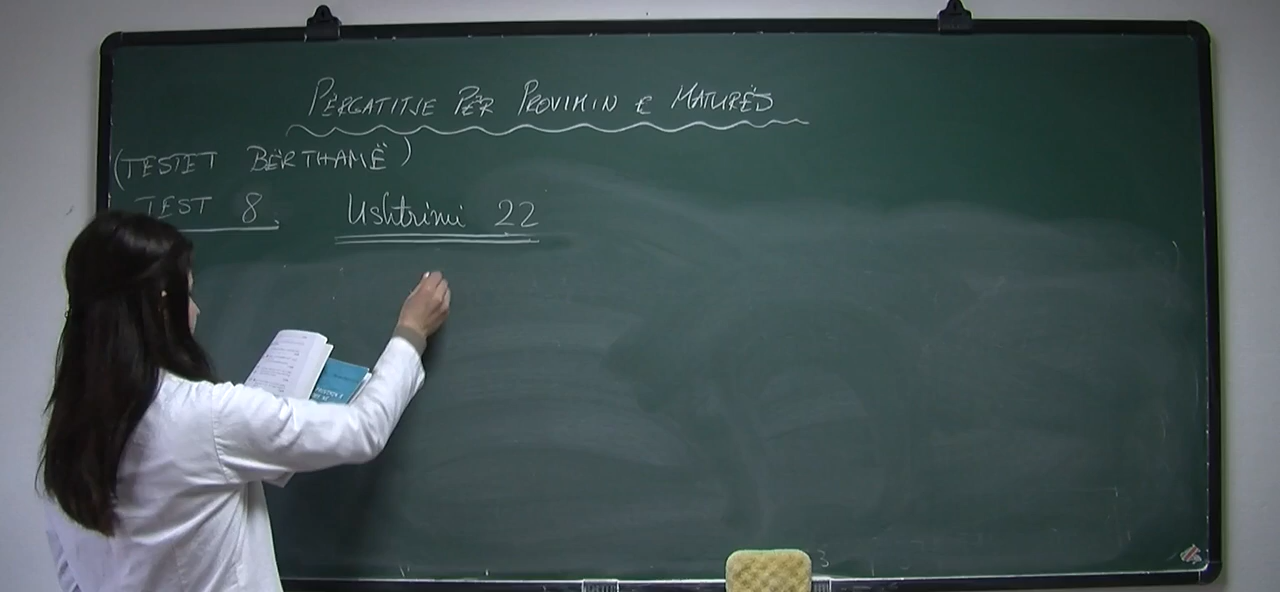 PËRGATITJE PËR PROVIMIN E MATURËS
(TESTET BËRTHAMË)
TEST 8 Ushtrimi 22